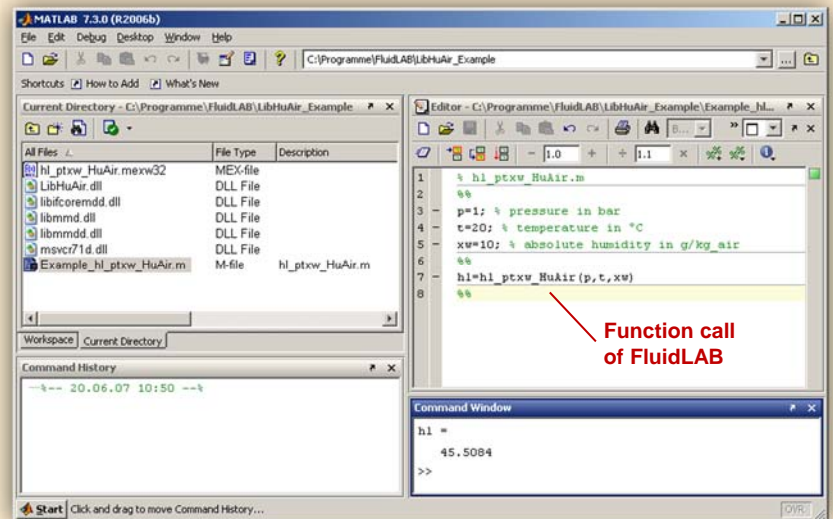 MATLAB 7.3.0 (R2006b)
File Edit Debug Desktop Window Help
C:\Programme\FluidLAB\LibHuAir_Example
Shortcuts How to Add What's New
Current Directory - C:\Programme\FluidLAB\LibHuAir_Example
All Files File Type Description
hl_ptxw_HuAir.mexw32 MEX-file
LibHuAir.dll DLL File
libifcoremdd.dll DLL File
libmmd.dll DLL File
libmmdd.dll DLL File
msvcr71d.dll DLL File
Example_hl_ptxw_HuAir.m M-file hl_ptxw_HuAir.m
Workspace Current Directory
Command History
--%-- 20.06.07 10:50 --%
Editor - C:\Programme\FluidLAB\LibHuAir_Example\Example_hl...
B...
1.0 + ÷ 1.1 ×
1 % hl_ptxw_HuAir.m
2 %%
3 - p=1; % pressure in bar
4 - t=20; % temperature in °C
5 - xw=10; % absolute humidity in g/kg_air
6 %%
7 - hl=hl_ptxw_HuAir(p,t,xw)
8 %%
Function call
of FluidLAB
Command Window
hl =
45.5084
>>
Start Click and drag to move Command History...
OVR